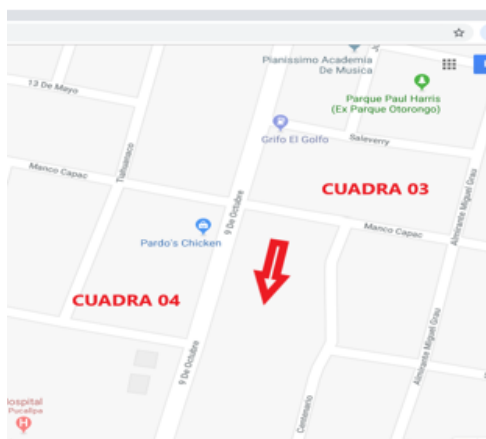 Pianissimo Academia
De Musica
Parque Paul Harris
(Ex Parque Otorongo)
13 De Mayo
Grifo El Golfo
Saleverry
Tiahuanaco
Manco Capac
CUADRA 03
Almirante Miguel Grau
9 De Octubre
Manco Capac
Pardo's Chicken
CUADRA 04
9 De Octubre
Almirante Miguel Grau
Centenario
Hospital
Pucallpa
H